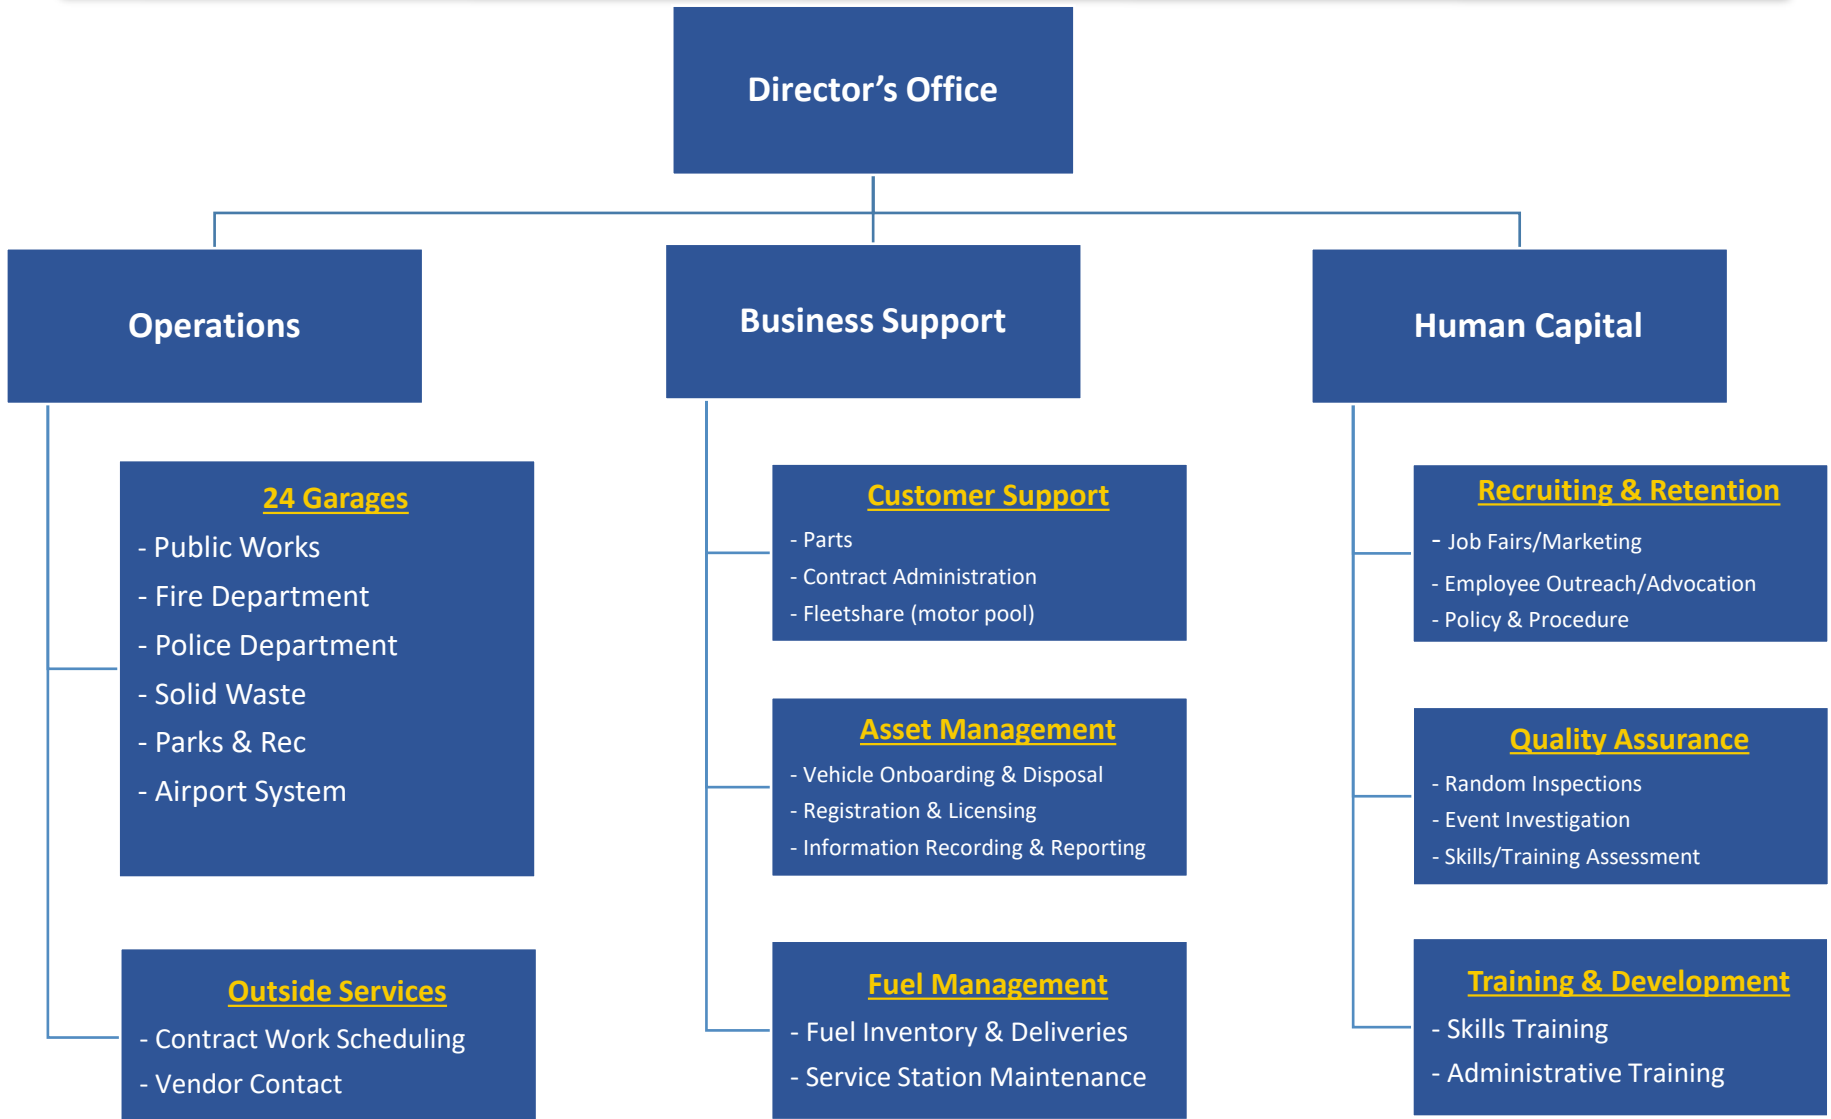 Director’s Office
Operations
Business Support
Human Capital
24 Garages
- Public Works
- Fire Department
- Police Department
- Solid Waste
- Parks & Rec
- Airport System
Outside Services
- Contract Work Scheduling
- Vendor Contact
Customer Support
- Parts
- Contract Administration
- Fleetshare (motor pool)
Asset Management
- Vehicle Onboarding & Disposal
- Registration & Licensing
- Information Recording & Reporting
Fuel Management
- Fuel Inventory & Deliveries
- Service Station Maintenance
Recruiting & Retention
- Job Fairs/Marketing
- Employee Outreach/Advocation
- Policy & Procedure
Quality Assurance
- Random Inspections
- Event Investigation
- Skills/Training Assessment
Training & Development
- Skills Training
- Administrative Training